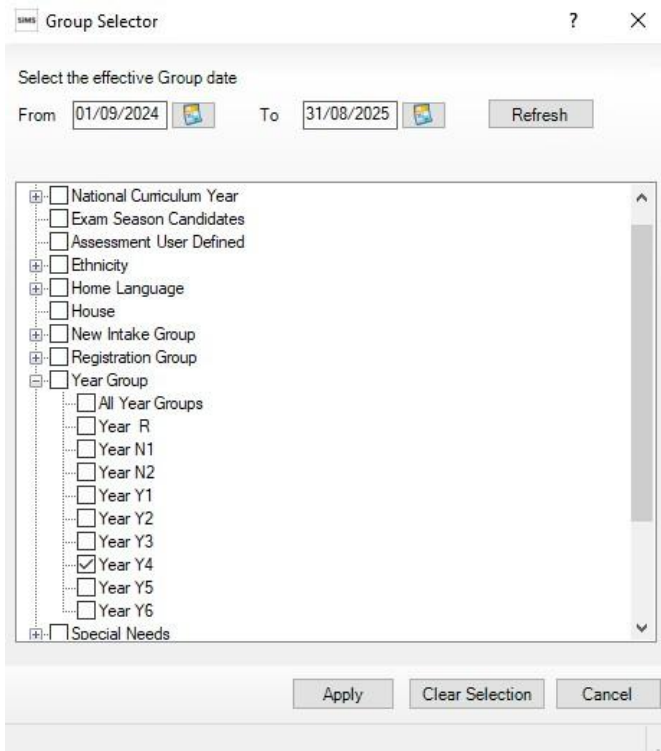 SIMS Group Selector ? ×
Select the effective Group date
From 01/09/2024 To 31/08/2025 Refresh
National Curriculum Year
Exam Season Candidates
Assessment User Defined
Ethnicity
Home Language
House
New Intake Group
Registration Group
Year Group
All Year Groups
Year R
Year N1
Year N2
Year Y1
Year Y2
Year Y3
Year Y4
Year Y5
Year Y6
Special Needs
Apply Clear Selection Cancel